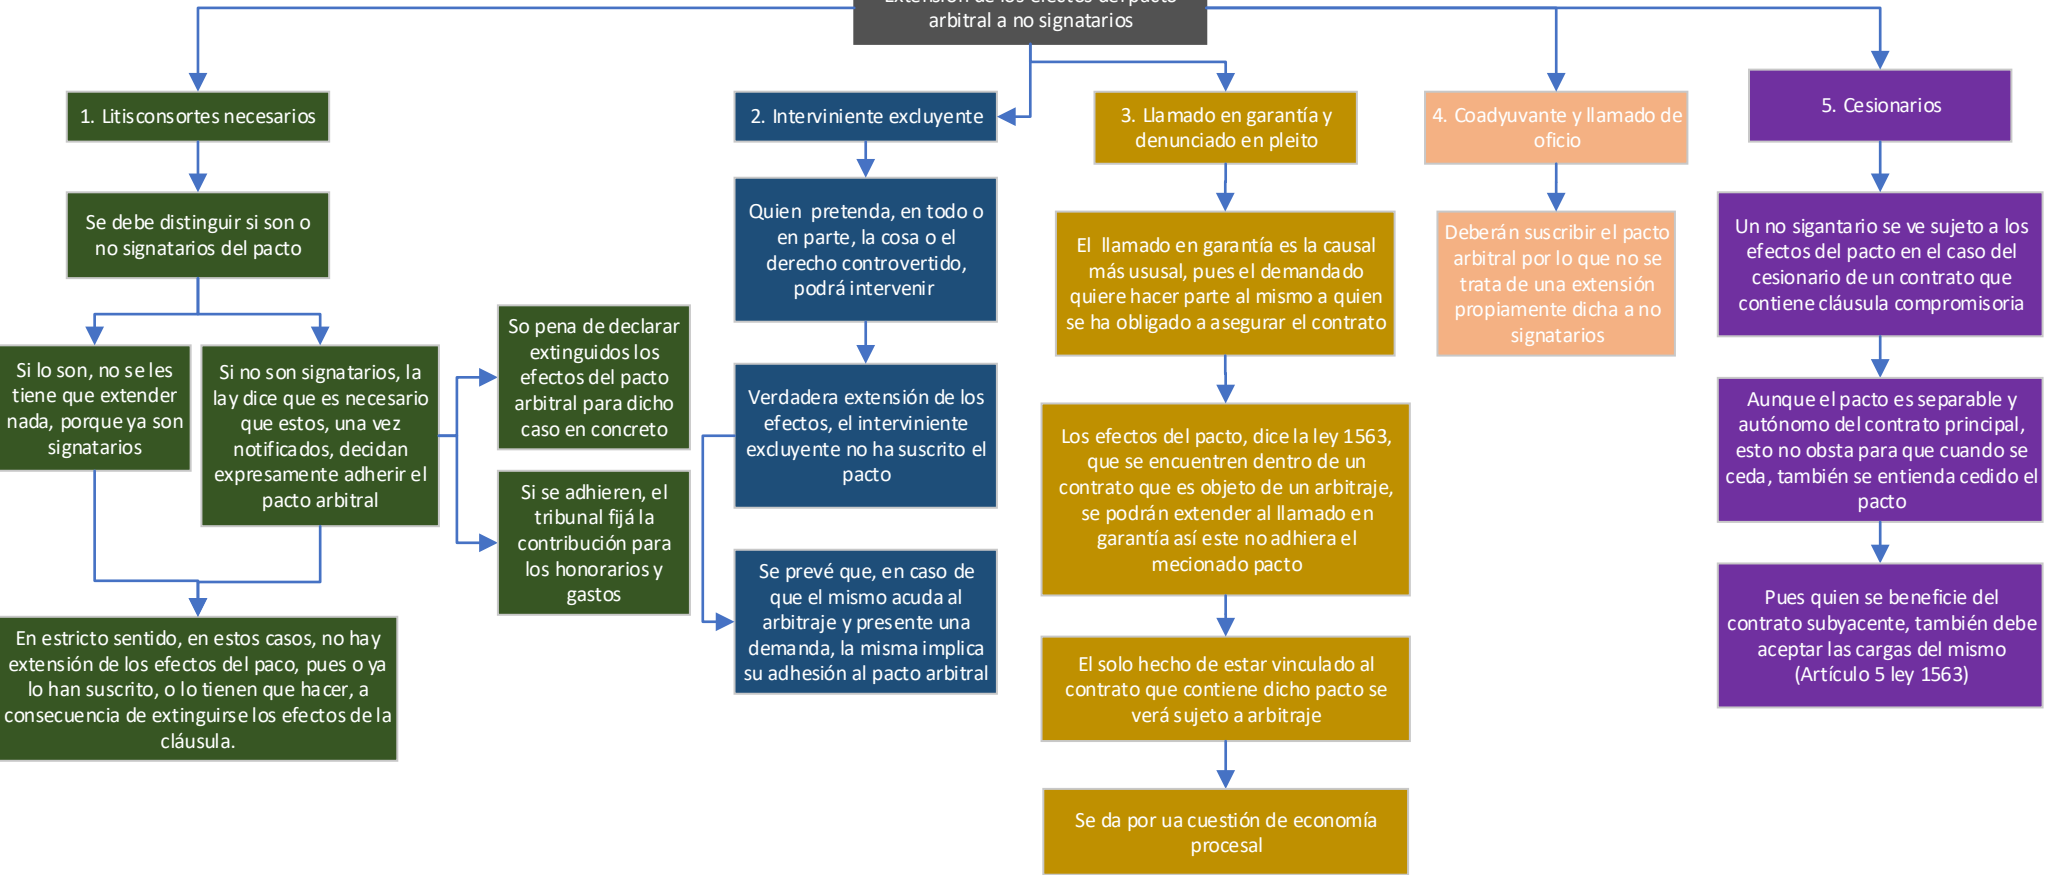 Extensión de los efectos del pacto
arbitral a no signatarios
1. Litisconsortes necesarios
Se debe distinguir si son o
no signatarios del pacto
Si lo son, no se les
tiene que extender
nada, porque ya son
signatarios
Si no son signatarios, la
lay dice que es necesario
que estos, una vez
notificados, decidan
expresamente adherir el
pacto arbitral
So pena de declarar
extinguidos los
efectos del pacto
arbitral para dicho
caso en concreto
Si se adhieren, el
tribunal fijá la
contribución para
los honorarios y
gastos
En estricto sentido, en estos casos, no hay
extensión de los efectos del paco, pues o ya
lo han suscrito, o lo tienen que hacer, a
consecuencia de extinguirse los efectos de la
cláusula.
2. Interviniente excluyente
Quien pretenda, en todo o
en parte, la cosa o el
derecho controvertido,
podrá intervenir
Verdadera extensión de los
efectos, el interviniente
excluyente no ha suscrito el
pacto
Se prevé que, en caso de
que el mismo acuda al
arbitraje y presente una
demanda, la misma implica
su adhesión al pacto arbitral
3. Llamado en garantía y
denunciado en pleito
El llamado en garantía es la causal
más ususal, pues el demandado
quiere hacer parte al mismo a quien
se ha obligado a asegurar el contrato
Los efectos del pacto, dice la ley 1563,
que se encuentren dentro de un
contrato que es objeto de un arbitraje,
se podrán extender al llamado en
garantía así este no adhiera el
mecionado pacto
El solo hecho de estar vinculado al
contrato que contiene dicho pacto se
verá sujeto a arbitraje
Se da por ua cuestión de economía
procesal
4. Coadyuvante y llamado de
oficio
Deberán suscribir el pacto
arbitral por lo que no se
trata de una extensión
propiamente dicha a no
signatarios
5. Cesionarios
Un no sigantario se ve sujeto a los
efectos del pacto en el caso del
cesionario de un contrato que
contiene cláusula compromisoria
Aunque el pacto es separable y
autónomo del contrato principal,
esto no obsta para que cuando se
ceda, también se entienda cedido el
pacto
Pues quien se beneficie del
contrato subyacente, también debe
aceptar las cargas del mismo
(Artículo 5 ley 1563)